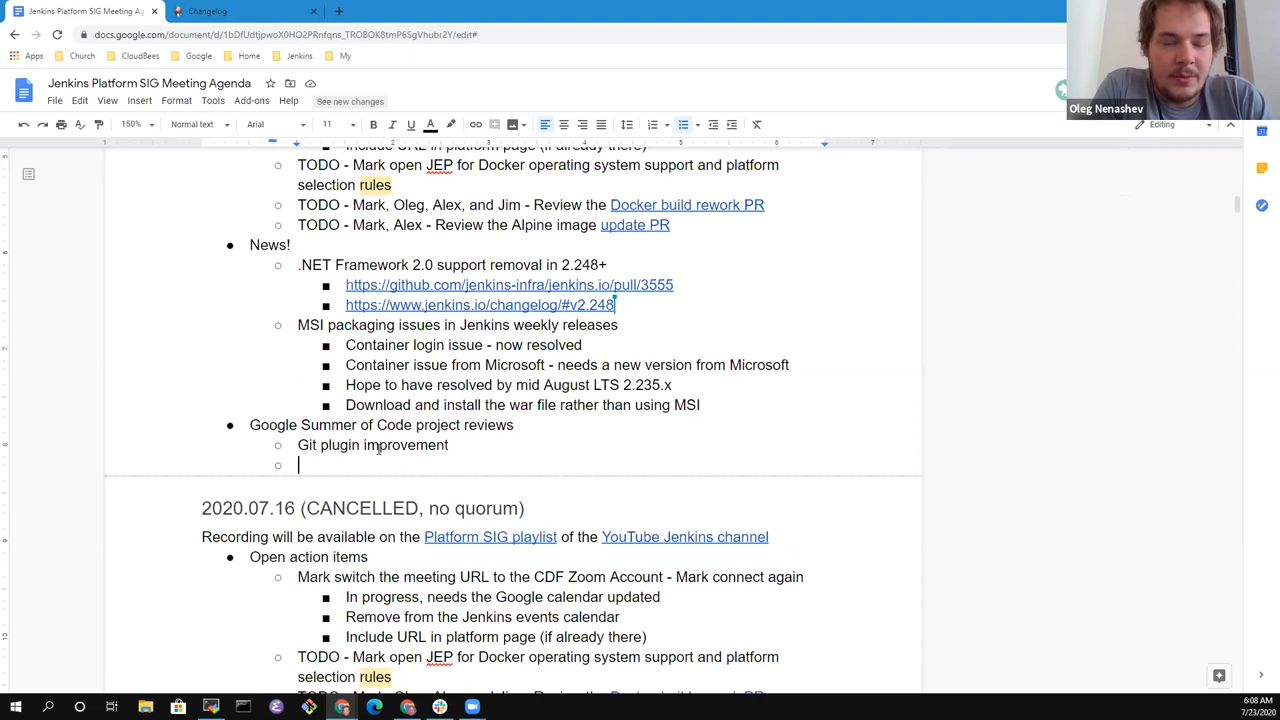 Jenkins Platform SIG Meeting Ag
Changelog
docs.google.com/document/d/1bDfUdtjpwoX0HO2PRnfqns_TROBOK8tmP6SgVhubr2Y/edit#
Apps
Church
CloudBees
Google
Home
Jenkins
My
Jenkins Platform SIG Meeting Agenda
File Edit View Insert Format Tools Add-ons Help See new changes
150% Normal text Arial 11 B I U A Editing
Oleg Nenashev
Include URL in platform page (if already there)
TODO - Mark open JEP for Docker operating system support and platform
selection rules
TODO - Mark, Oleg, Alex, and Jim - Review the Docker build rework PR
TODO - Mark, Alex - Review the Alpine image update PR
News!
.NET Framework 2.0 support removal in 2.248+
https://github.com/jenkins-infra/jenkins.io/pull/3555
https://www.jenkins.io/changelog/#v2.248
MSI packaging issues in Jenkins weekly releases
Container login issue - now resolved
Container issue from Microsoft - needs a new version from Microsoft
Hope to have resolved by mid August LTS 2.235.x
Download and install the war file rather than using MSI
Google Summer of Code project reviews
Git plugin improvement
2020.07.16 (CANCELLED, no quorum)
Recording will be available on the Platform SIG playlist of the YouTube Jenkins channel
Open action items
Mark switch the meeting URL to the CDF Zoom Account - Mark connect again
In progress, needs the Google calendar updated
Remove from the Jenkins events calendar
Include URL in platform page (if already there)
TODO - Mark open JEP for Docker operating system support and platform
selection rules
6:08 AM
7/23/2020